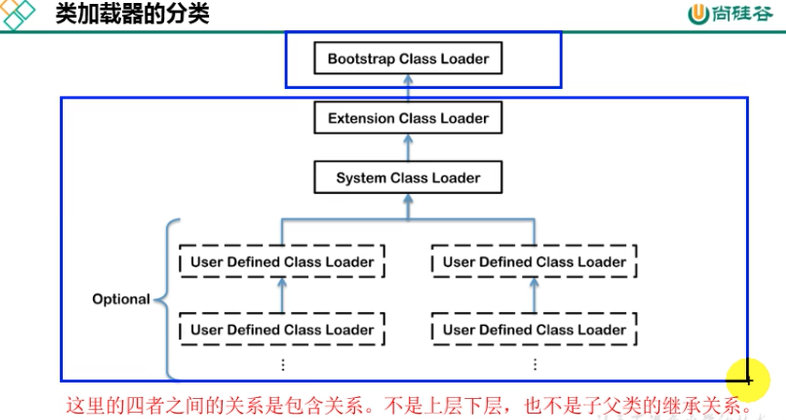 类加载器的分类
尚硅谷
Bootstrap Class Loader
Extension Class Loader
System Class Loader
User Defined Class Loader
User Defined Class Loader
Optional
User Defined Class Loader
User Defined Class Loader
这里的四者之间的关系是包含关系。不是上层下层，也不是子父类的继承关系。